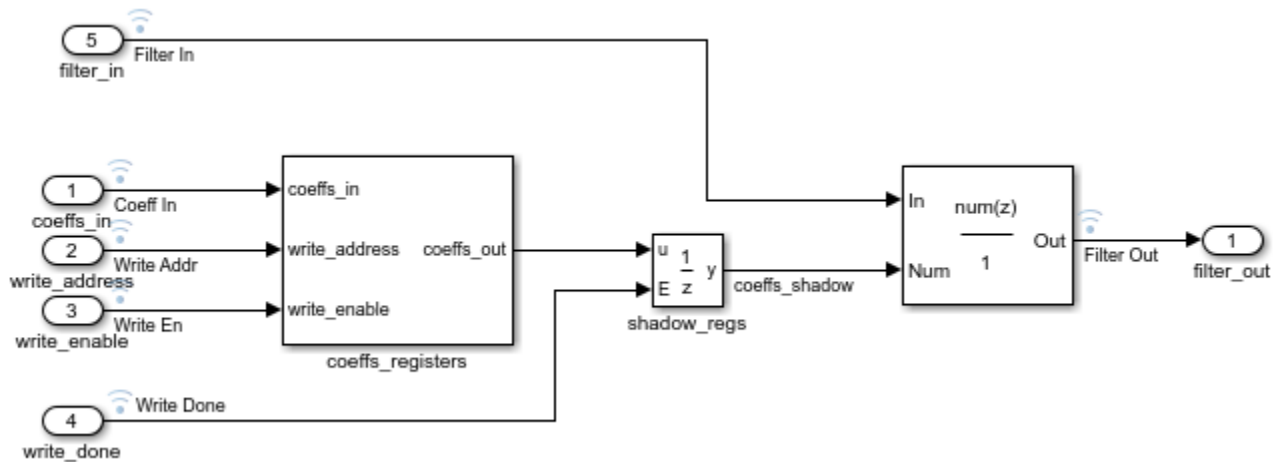 5
Filter In
filter_in
1
coeffs_in
Coeff In
2
write_address
Write Addr
3
write_enable
Write En
coeffs_in
write_address
coeffs_out
write_enable
coeffs_registers
4
write_done
Write Done
u
1
z
y
E
shadow_regs
coeffs_shadow
In
num(z)
1
Out
Num
Filter Out
1
filter_out